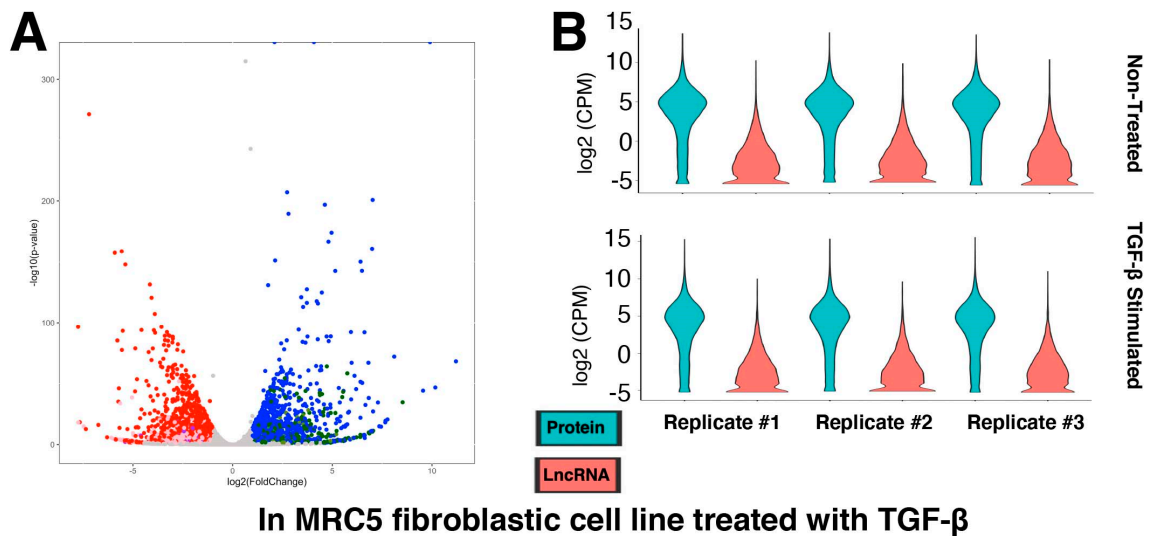 A
300
200
100
0
-log10(p-value)
-5
0
5
10
log2(FoldChange)
B
15
10
5
0
-5
log2 (CPM)
Non-Treated
15
10
5
0
-5
log2 (CPM)
TGF-β Stimulated
Replicate #1
Replicate #2
Replicate #3
Protein
LncRNA
In MRC5 fibroblastic cell line treated with TGF-β